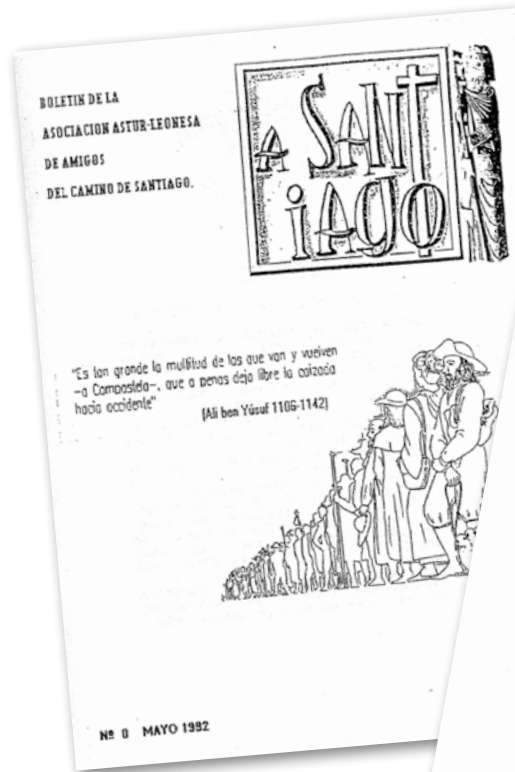 BOLETIN DE LA
ASOCIACION ASTUR-LEONESA
DE AMIGOS
DEL CAMINO DE SANTIAGO.
A SANT
iAGO
"Es tan grande la multitud de los que van y vuelven
-a Compostela-, que a penas deja libre la calzada
hacia occidente"
(Ali ben Yúsuf 1106-1142)
Nº 0 MAYO 1992